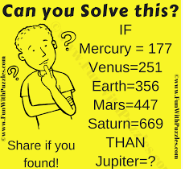 Can you Solve this?
IF
Mercury = 177
Venus=251
Earth=356
Mars=447
Saturn=669
THAN
Jupiter=?
Share if you
found!
www.FunWithPuzzles.com
www.FunWithPuzzles.com